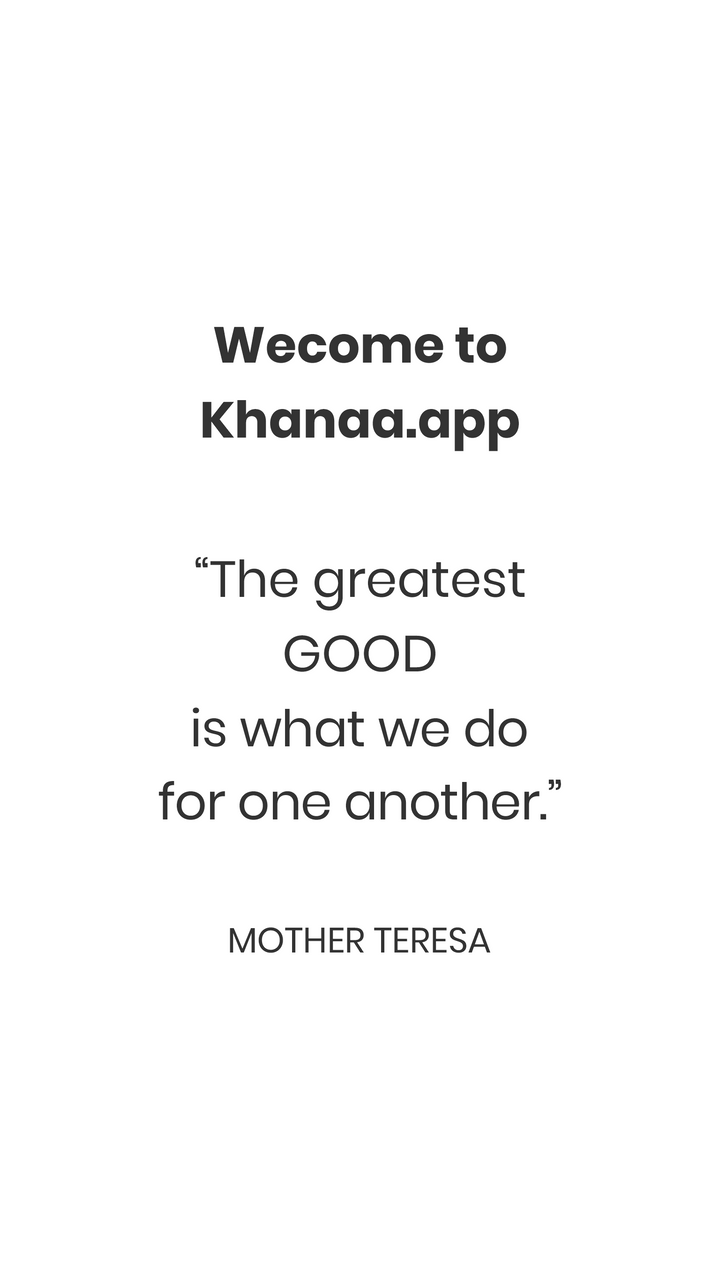 Wecome to
Khanaa.app
“The greatest
GOOD
is what we do
for one another.”
MOTHER TERESA